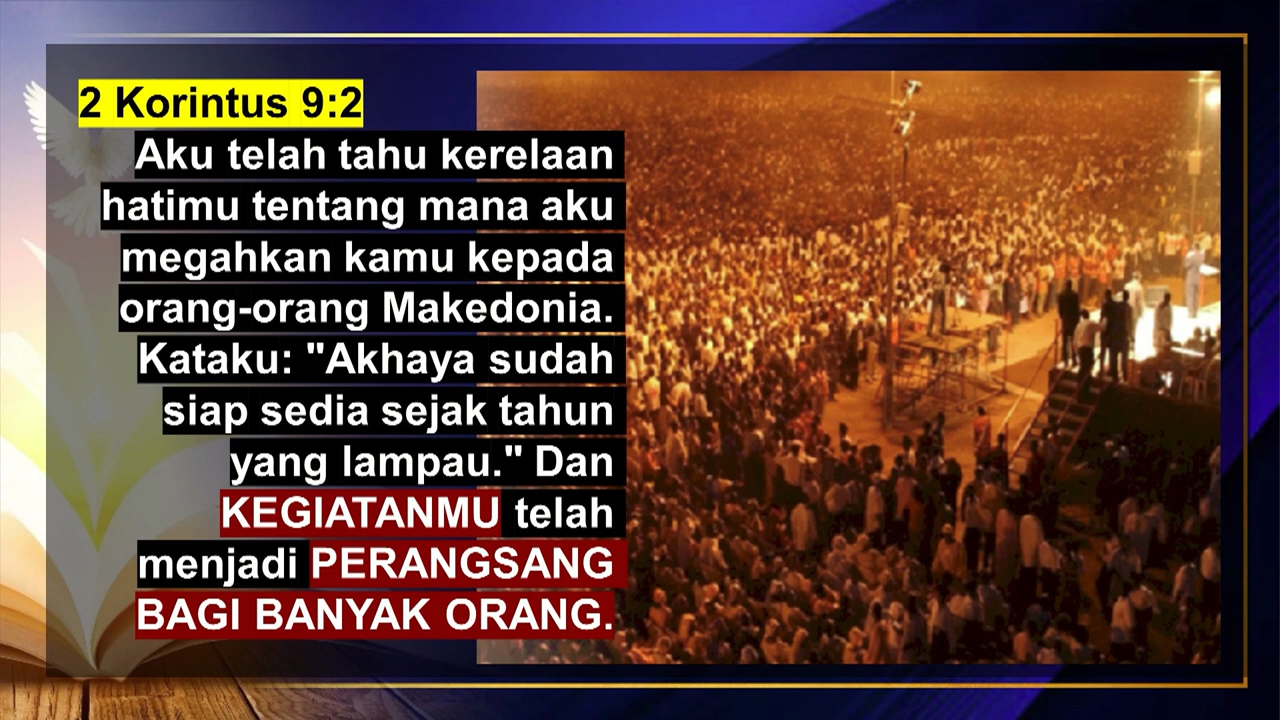 2 Korintus 9:2
Aku telah tahu kerelaan
hatimu tentang mana aku
megahkan kamu kepada
orang-orang Makedonia.
Kataku: "Akhaya sudah
siap sedia sejak tahun
yang lampau." Dan
KEGIATANMU telah
menjadi PERANGSANG
BAGI BANYAK ORANG.